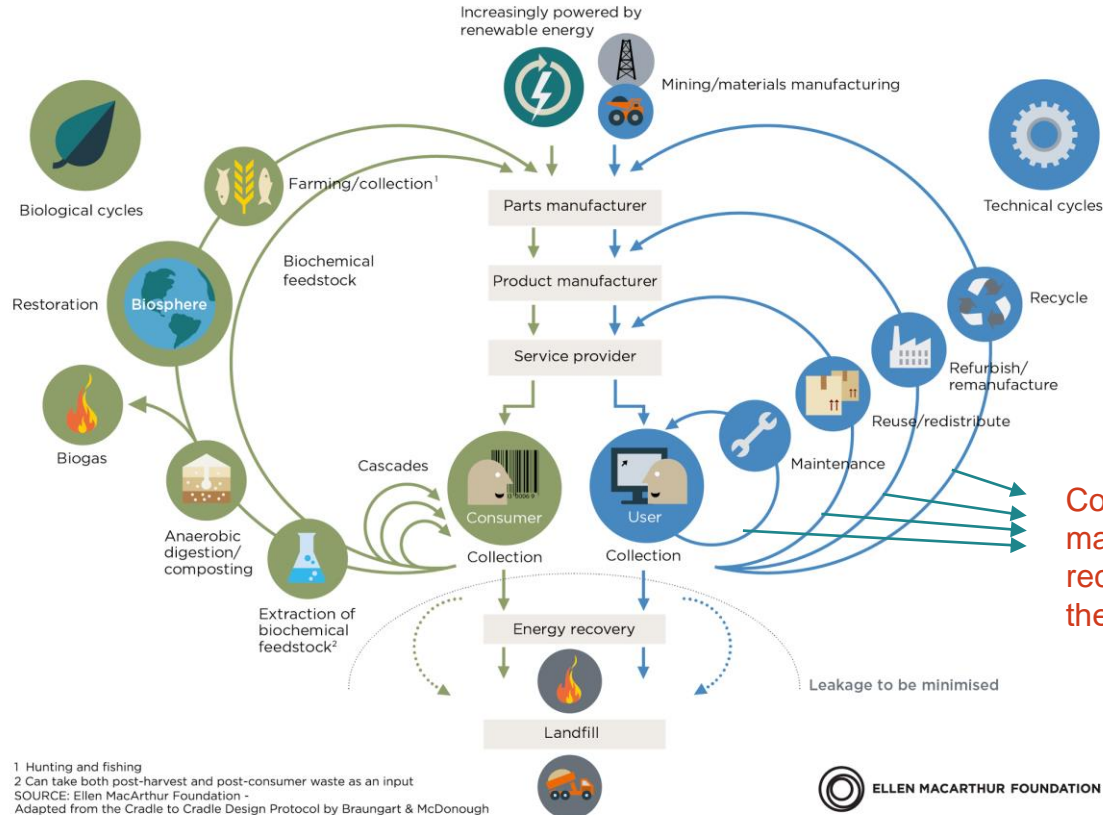 Increasingly powered by
renewable energy
Mining/materials manufacturing
Biological cycles
Farming/collection¹
Technical cycles
Parts manufacturer
Biochemical
feedstock
Product manufacturer
Restoration
Biosphere
Recycle
Service provider
Refurbish/
remanufacture
Reuse/redistribute
Biogas
Cascades
Maintenance
Consumer
User
Anaerobic
digestion/
composting
Collection
Collection
Extraction of
biochemical
feedstock²
Energy recovery
Leakage to be minimised
Landfill
1 Hunting and fishing
2 Can take both post-harvest and post-consumer waste as an input
SOURCE: Ellen MacArthur Foundation -
Adapted from the Cradle to Cradle Design Protocol by Braungart & McDonough
ELLEN MACARTHUR FOUNDATION